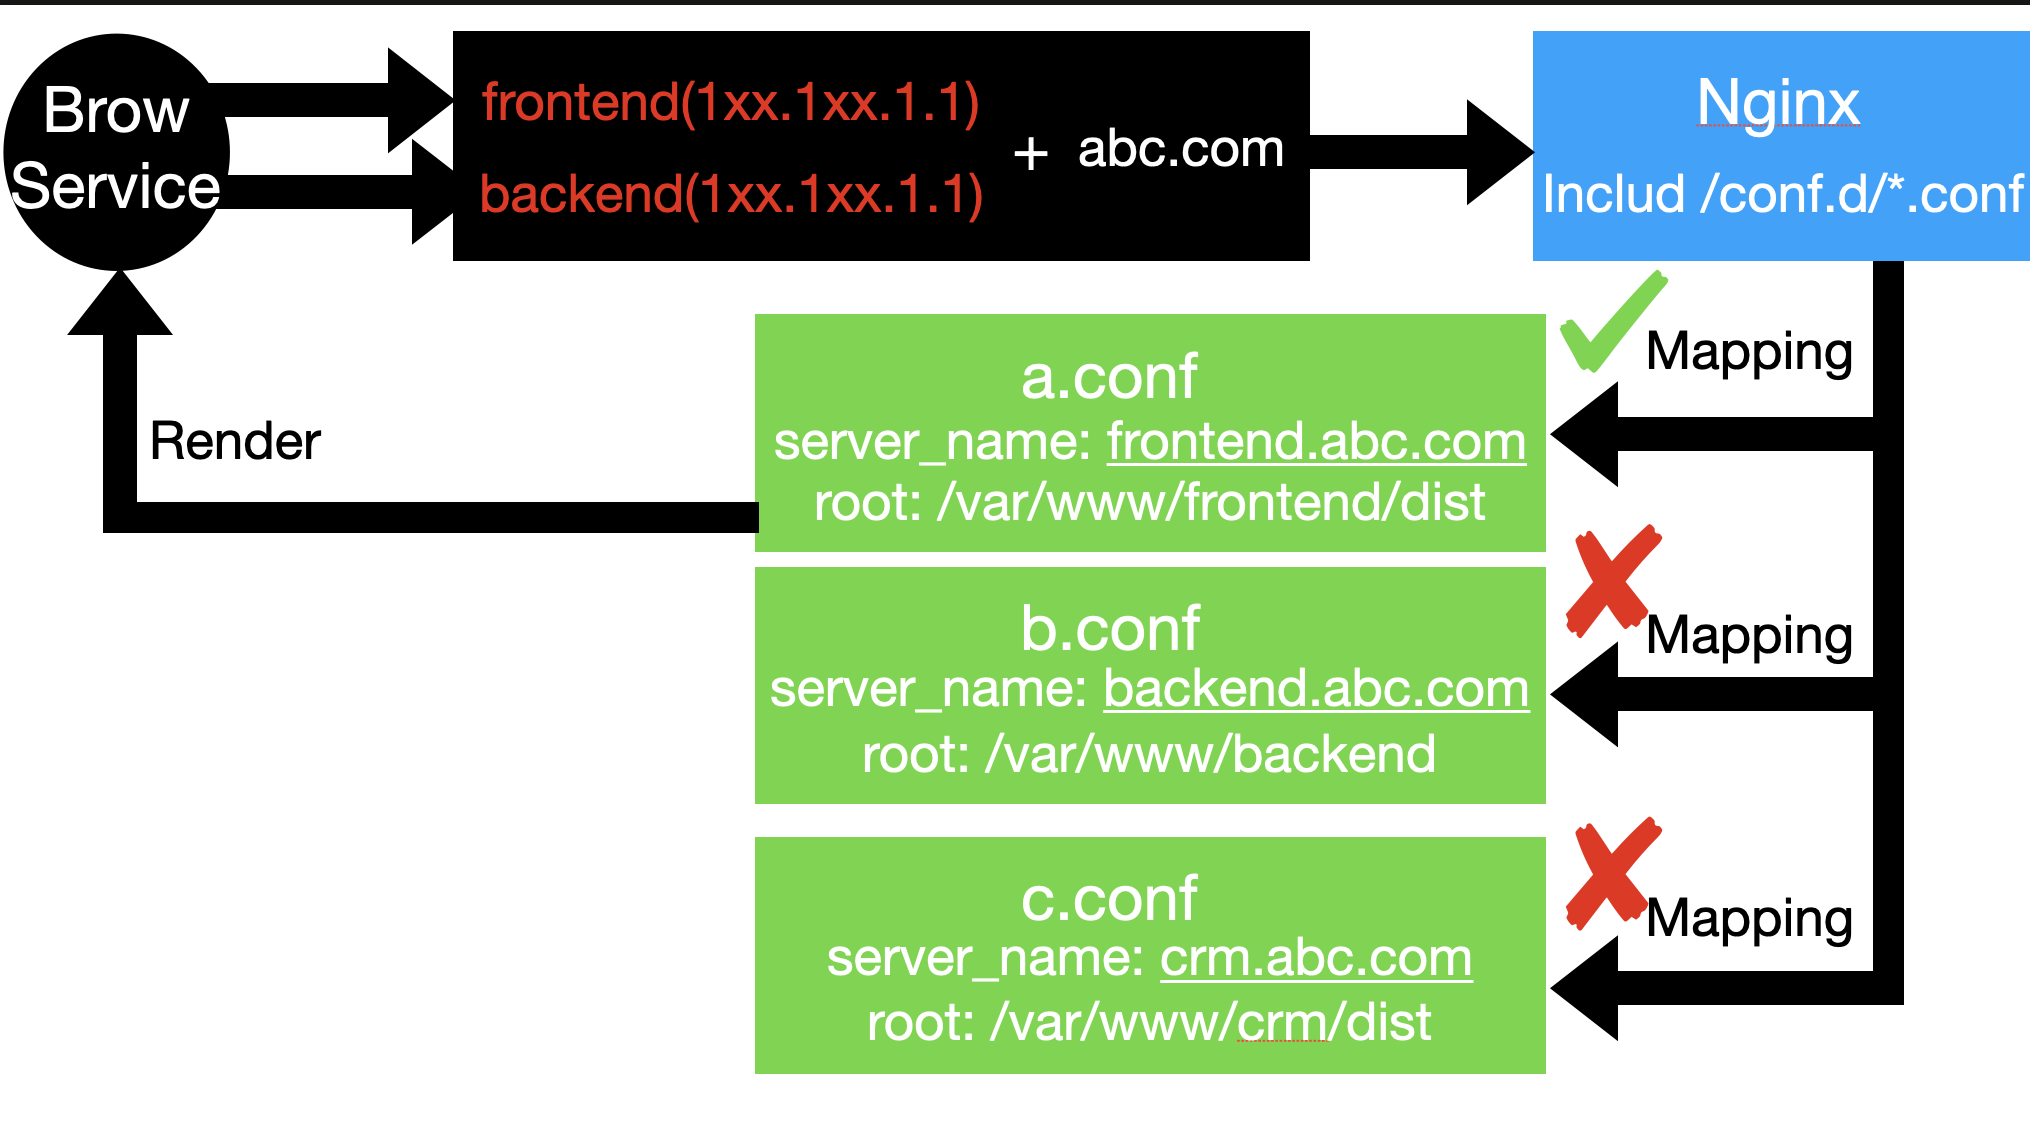 Brow
Service
frontend(1xx.1xx.1.1)
backend(1xx.1xx.1.1)
+ abc.com
Nginx
Includ /conf.d/*.conf
Mapping
a.conf
server_name: frontend.abc.com
root: /var/www/frontend/dist
Render
Mapping
b.conf
server_name: backend.abc.com
root: /var/www/backend
Mapping
c.conf
server_name: crm.abc.com
root: /var/www/crm/dist